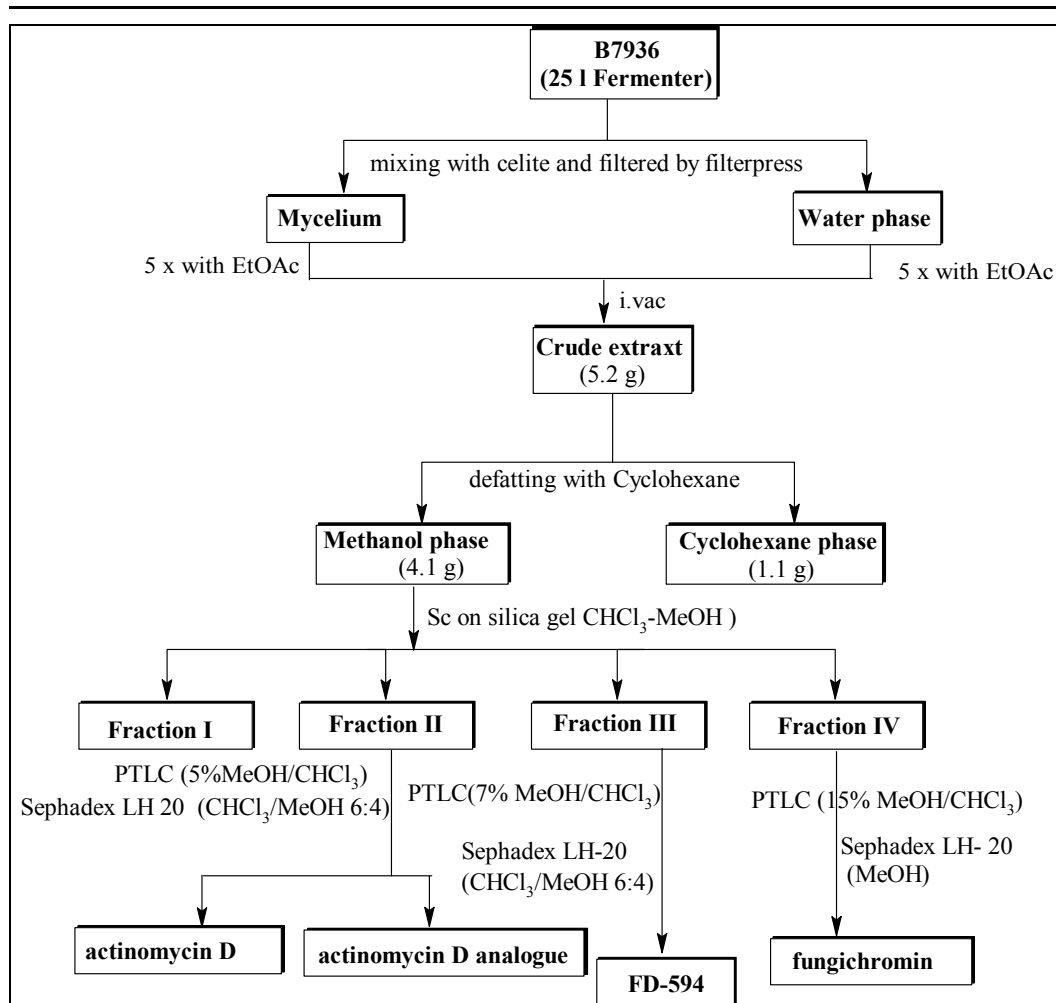 B7936
(25 l Fermenter)
mixing with celite and filtered by filterpress
Mycelium
Water phase
5 x with EtOAc
5 x with EtOAc
i.vac
Crude extraxt
(5.2 g)
defatting with Cyclohexane
Methanol phase
(4.1 g)
Cyclohexane phase
(1.1 g)
Sc on silica gel CHCl₃-MeOH )
Fraction I
Fraction II
Fraction III
Fraction IV
PTLC (5%MeOH/CHCl₃)
Sephadex LH 20 (CHCl₃/MeOH 6:4)
PTLC(7% MeOH/CHCl₃)
PTLC (15% MeOH/CHCl₃)
Sephadex LH-20
(CHCl₃/MeOH 6:4)
Sephadex LH- 20
(MeOH)
actinomycin D
actinomycin D analogue
FD-594
fungichromin